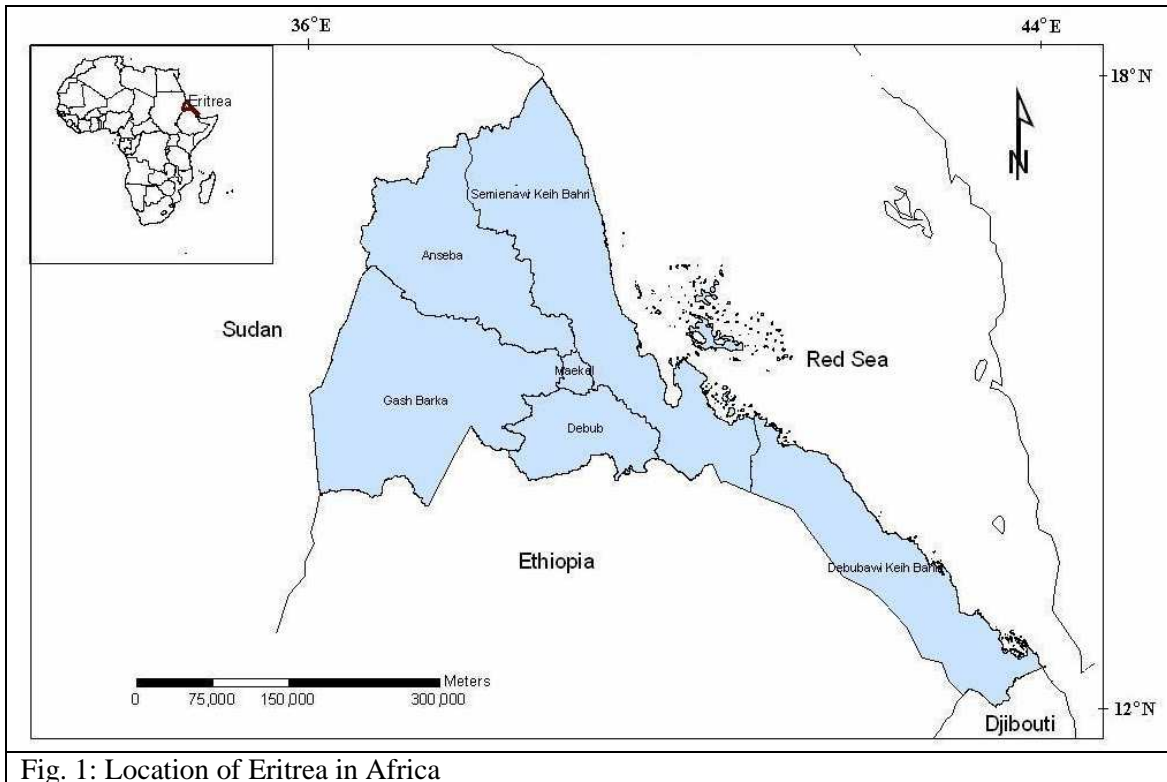 36°E
44°E
18°N
Eritrea
N
Semienawi Keih Bahri
Anseba
Sudan
Red Sea
Maekel
Gash Barka
Debub
Ethiopia
Debubawi Keih Bahri
Meters
0 75,000 150,000 300,000
12°N
Djibouti
Fig. 1: Location of Eritrea in Africa